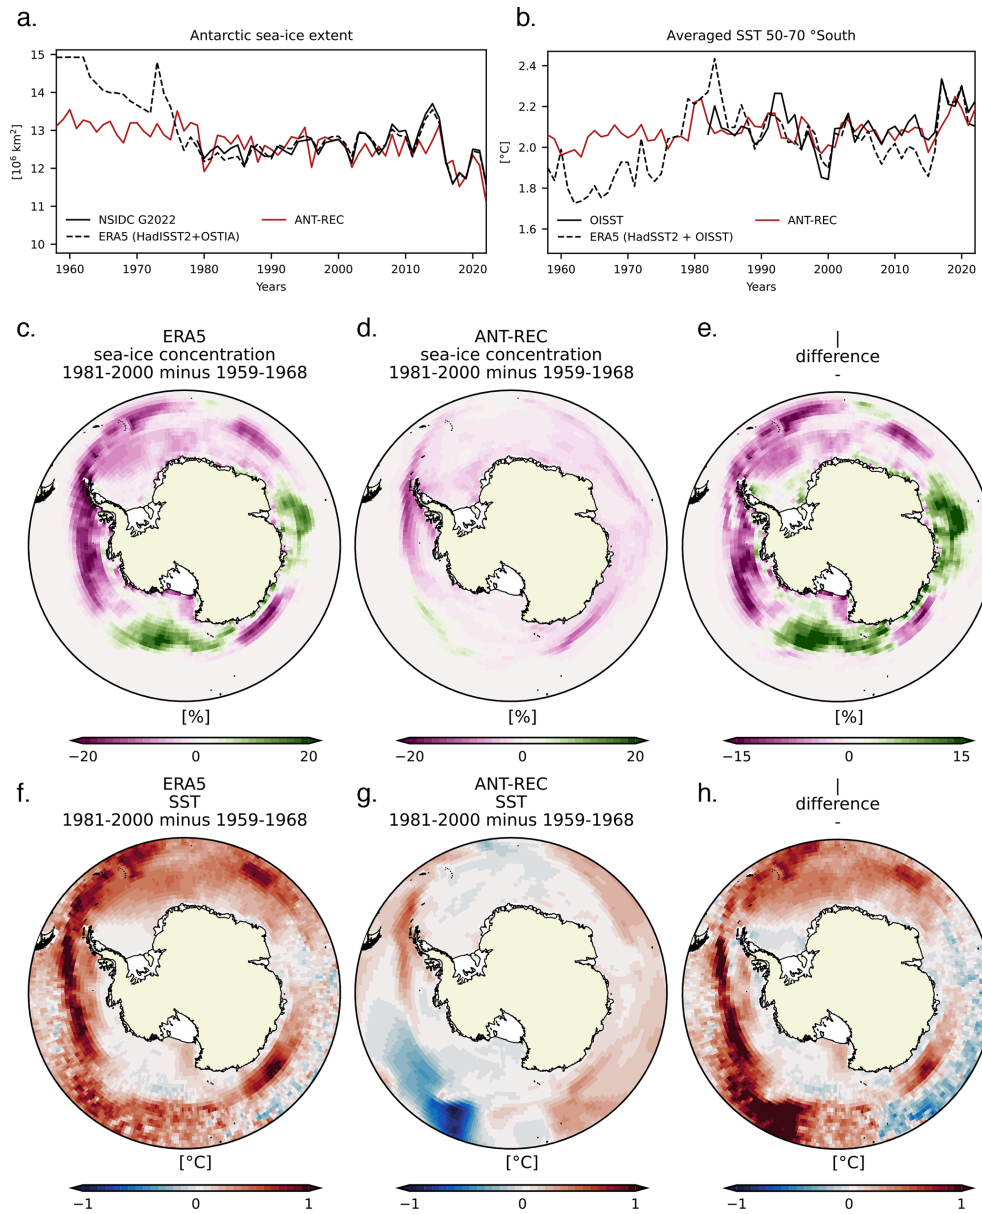 a.
Antarctic sea-ice extent
15
14
13
12
11
10
[10⁶ km²]
NSIDC G2022
ERA5 (HadISST2+OSTIA)
ANT-REC
1960 1970 1980 1990 2000 2010 2020
Years
b.
Averaged SST 50-70 °South
2.4
2.2
2.0
1.8
1.6
[°C]
OISST
ERA5 (HadSST2 + OISST)
ANT-REC
1960 1970 1980 1990 2000 2010 2020
Years
c.
ERA5
sea-ice concentration
1981-2000 minus 1959-1968
[%]
−20 0 20
d.
ANT-REC
sea-ice concentration
1981-2000 minus 1959-1968
[%]
−20 0 20
e.
|
difference
-
[%]
−15 0 15
f.
ERA5
SST
1981-2000 minus 1959-1968
[°C]
−1 0 1
g.
ANT-REC
SST
1981-2000 minus 1959-1968
[°C]
−1 0 1
h.
|
difference
-
[°C]
−1 0 1